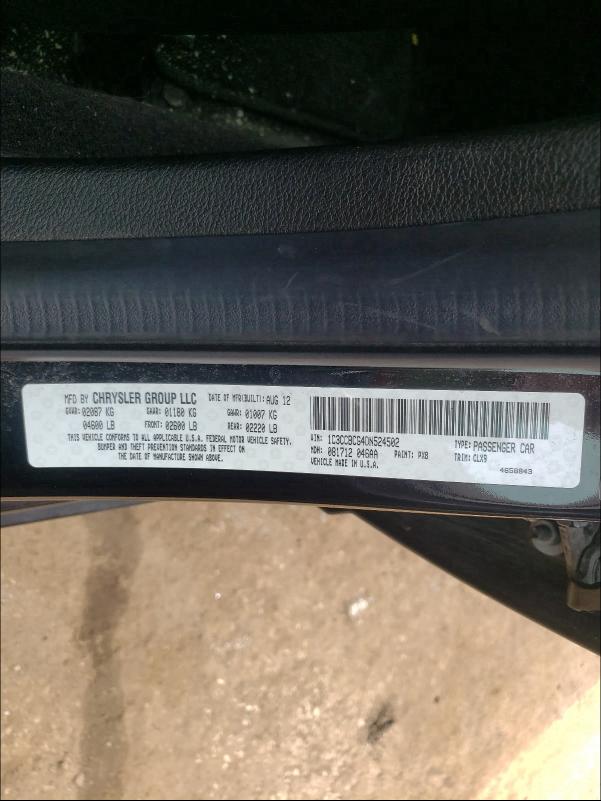 MFD BY CHRYSLER GROUP LLC DATE OF MFR(BUILT): AUG 12
GVWR: 02087 KG GAWR: 01180 KG GAWR: 01007 KG
04600 LB FRONT: 02600 LB REAR: 02220 LB
THIS VEHICLE CONFORMS TO ALL U.S.A. FEDERAL MOTOR VEHICLE SAFETY.
BUMPER AND THEFT PREVENTION STANDARDS IN EFFECT ON
THE DATE OF MANUFACTURE SHOWN ABOVE.
VIN: 1C3CCBCG4DN524502 TYPE: PASSENGER CAR
MDH: 081712 046AA PAINT: PXB TRIM: CLX9
VEHICLE MADE IN U.S.A.
4658843